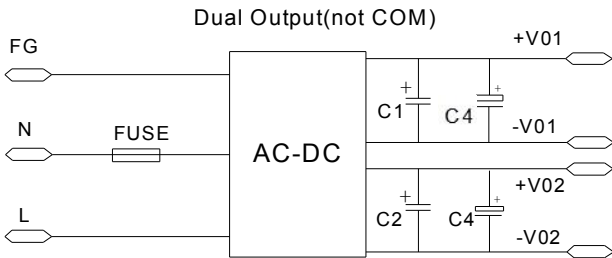 Dual Output(not COM)
FG
+V01
+
+
C1
C4
N
FUSE
AC-DC
-V01
+V02
+
+
L
C2
C4
-V02